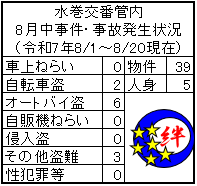 水巻交番管内
8月中事件・事故発生状況
（令和7年8/1～8/20現在）
車上ねらい 0 物件 39
自転車盗 2 人身 5
オートバイ盗 6
自販機ねらい 0
侵入盗 0
その他盗難 3
性犯罪等 0
絆